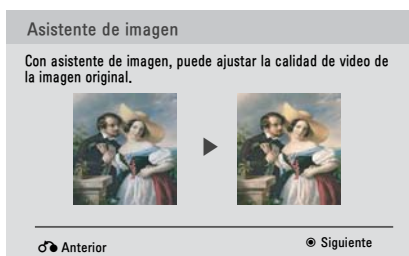 Asistente de imagen
Con asistente de imagen, puede ajustar la calidad de video de
la imagen original.
Anterior
Siguiente